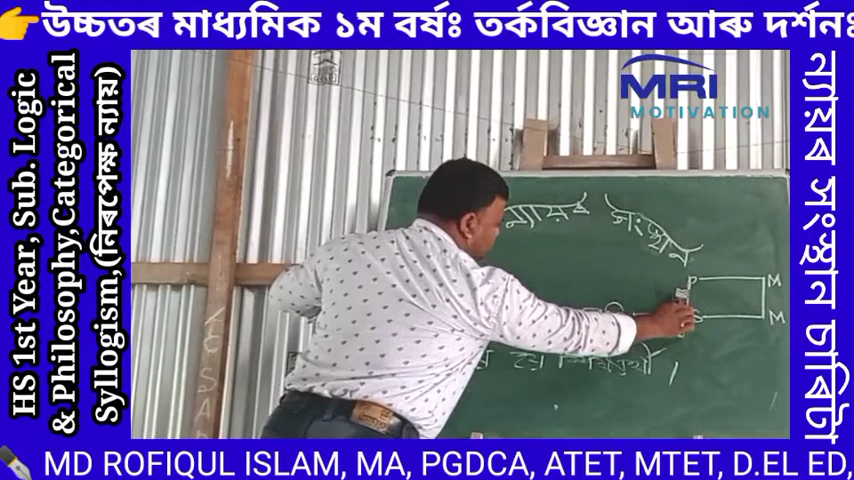 👉উচ্চতৰ মাধ্যমিক ১ম বৰ্ষঃ তৰ্কবিজ্ঞান আৰু দৰ্শনঃ
HS 1st Year, Sub. Logic
& Philosophy,Categorical
Syllogism,(নিৰপেক্ষ ন্যায়)
MRI
MOTIVATION
ন্যায়ৰ সংস্থান
P M
S M
ন্যায়ৰ সংস্থান চাৰিটা
MD ROFIQUL ISLAM, MA, PGDCA, ATET, MTET, D.EL ED,